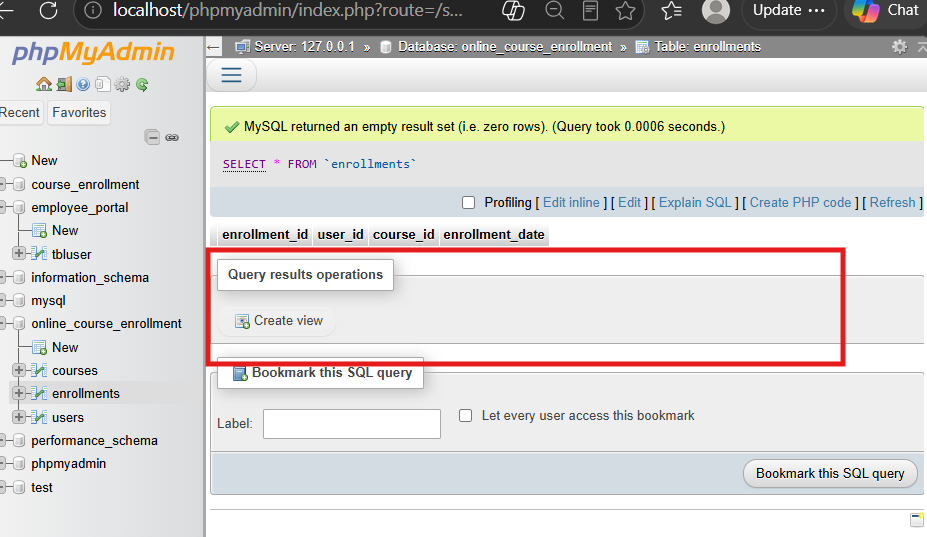 localhost/phpmyadmin/index.php?route=/s...
Update
Chat
phpMyAdmin
Recent
Favorites
New
course_enrollment
employee_portal
New
tbluser
information_schema
mysql
online_course_enrollment
New
courses
enrollments
users
performance_schema
phpmyadmin
test
Server: 127.0.0.1 » Database: online_course_enrollment » Table: enrollments
MySQL returned an empty result set (i.e. zero rows). (Query took 0.0006 seconds.)
SELECT * FROM `enrollments`
Profiling [ Edit inline ] [ Edit ] [ Explain SQL ] [ Create PHP code ] [ Refresh ]
enrollment_id user_id course_id enrollment_date
Query results operations
Create view
Bookmark this SQL query
Label:
Let every user access this bookmark
Bookmark this SQL query